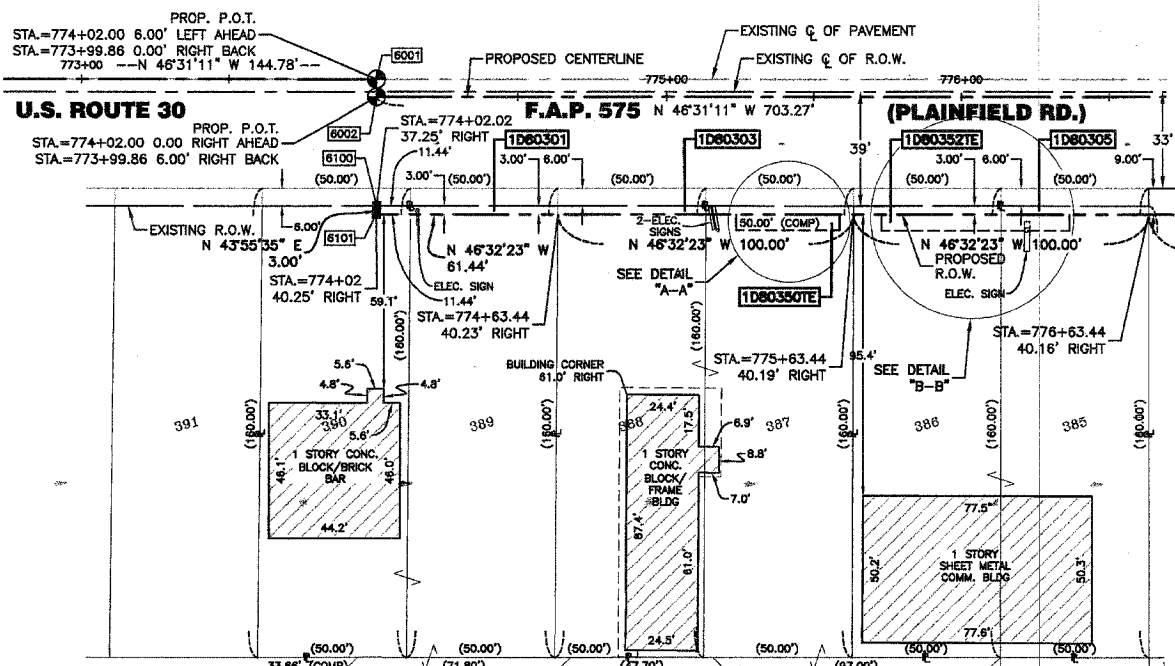 PROP. P.O.T.
STA.=774+02.00 6.00' LEFT AHEAD
STA.=773+99.86 0.00' RIGHT BACK
773+00 --N 46°31'11" W 144.78'--
6001
PROPOSED CENTERLINE
EXISTING ℄ OF PAVEMENT
EXISTING ℄ OF R.O.W.
775+00
776+00
U.S. ROUTE 30
F.A.P. 575 N 46°31'11" W 703.27'
(PLAINFIELD RD.)
PROP. P.O.T.
STA.=774+02.00 0.00 RIGHT AHEAD
STA.=773+99.86 6.00' RIGHT BACK
6002
STA.=774+02.02
37.25' RIGHT
6100
11.44'
1D80301
1D80303
1D80352TE
1D80305
39'
33'
3.00'
3.00' 6.00'
3.00' 6.00'
9.00'
(50.00')
(50.00')
(50.00')
(50.00')
(50.00')
(50.00')
EXISTING R.O.W.
6.00'
6101
N 43°55'35" E
3.00'
N 46°32'23" W
61.44'
2-ELEC.
SIGNS
50.00' (COMP)
N 46°32'23" W 100.00'
N 46°32'23" W 100.00'
PROPOSED
R.O.W.
STA.=774+02
40.25' RIGHT
ELEC. SIGN
11.44'
59.1'
SEE DETAIL
"A-A"
1D80350TE
ELEC. SIGN
STA.=774+63.44
40.23' RIGHT
STA.=775+63.44
40.19' RIGHT
STA.=776+63.44
40.16' RIGHT
95.4'
SEE DETAIL
"B-B"
(160.00')
(160.00')
BUILDING CORNER
61.0' RIGHT
5.6'
4.8'
4.8'
33.1'
5.6'
24.4'
17.5'
6.9'
8.8'
7.0'
391
390
389
388
387
386
385
(160.00')
(160.00')
(160.00')
(160.00')
(160.00')
1 STORY CONC.
BLOCK/BRICK
BAR
46.1'
46.0'
44.2'
1 STORY
CONC.
BLOCK/
FRAME
BLDG
67.4'
61.0'
24.5'
77.5"
1 STORY
SHEET METAL
COMM. BLDG
50.2'
50.3'
77.6'
(50.00')
(50.00')
(50.00')
(50.00')
(50.00')
(50.00')
33.66' (COMP)
(71.80')
(97.00')